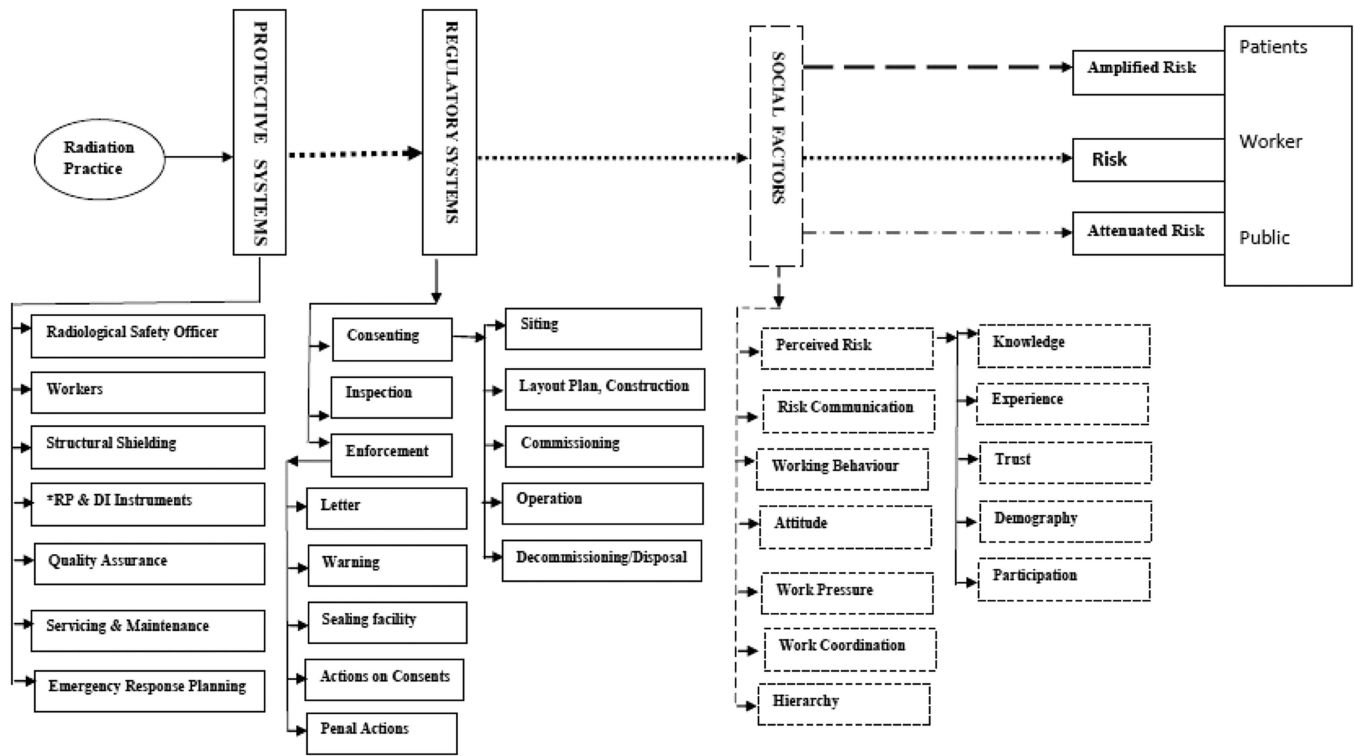 Radiation
Practice
PROTECTIVE SYSTEMS
REGULATORY SYSTEMS
SOCIAL FACTORS
Amplified Risk
Risk
Attenuated Risk
Patients
Worker
Public
Radiological Safety Officer
Workers
Structural Shielding
*RP & DI Instruments
Quality Assurance
Servicing & Maintenance
Emergency Response Planning
Consenting
Inspection
Enforcement
Letter
Warning
Sealing facility
Actions on Consents
Penal Actions
Siting
Layout Plan, Construction
Commissioning
Operation
Decommissioning/Disposal
Perceived Risk
Risk Communication
Working Behaviour
Attitude
Work Pressure
Work Coordination
Hierarchy
Knowledge
Experience
Trust
Demography
Participation